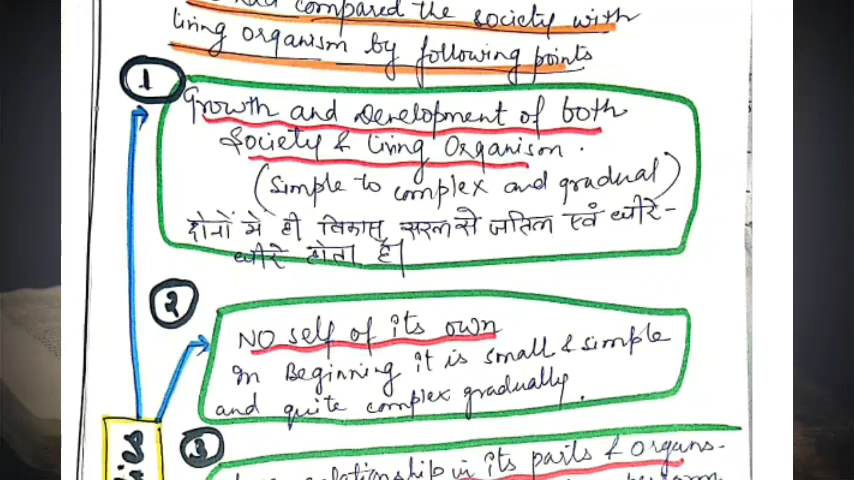 had compared the society with
living organism by following points
1
Growth and Development of both
Society & Living Organism.
(simple to complex and gradual)
दोनों मे ही विकास सरल से जतिल एवं धीरे-
धीरे होता है।
2
NO self of its own
In Beginning it is small & simple
and quite complex gradually.
3
relationship in its parts & Organs.